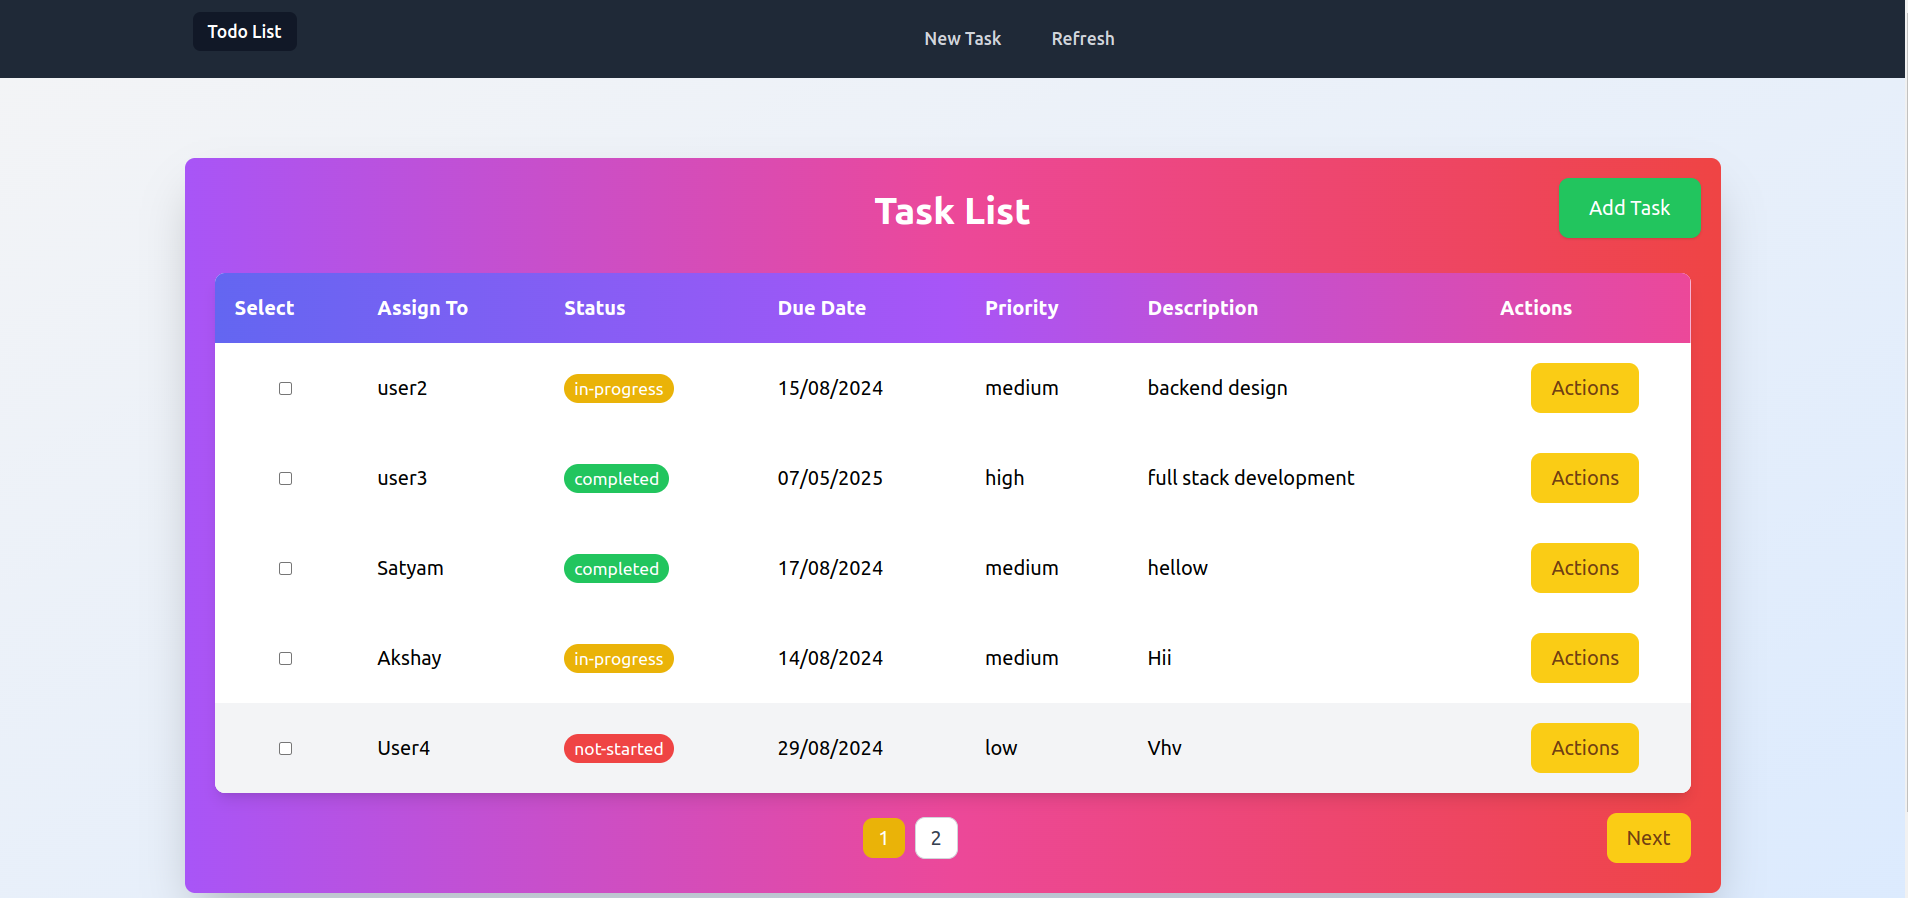 Todo List New Task Refresh
Task List Add Task
Select Assign To Status Due Date Priority Description Actions
user2 in-progress 15/08/2024 medium backend design Actions
user3 completed 07/05/2025 high full stack development Actions
Satyam completed 17/08/2024 medium hellow Actions
Akshay in-progress 14/08/2024 medium Hii Actions
User4 not-started 29/08/2024 low Vhv Actions
1 2 Next